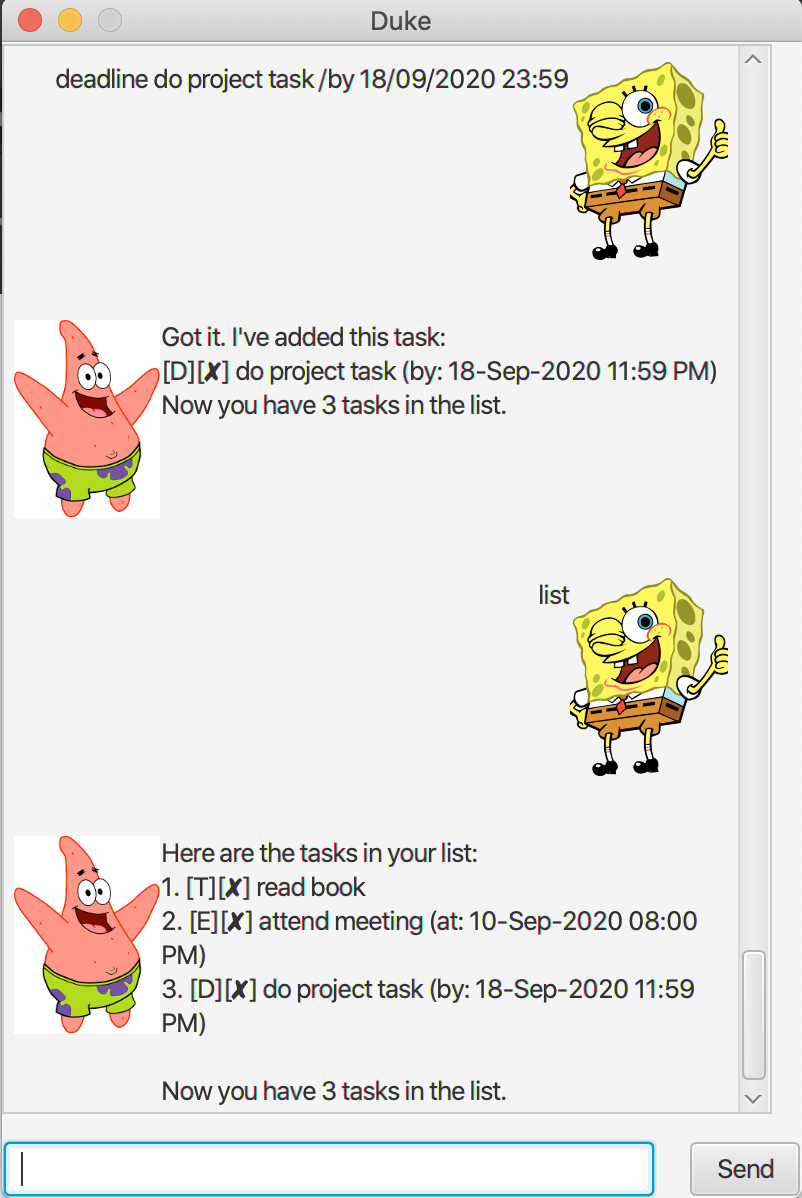 Duke
deadline do project task /by 18/09/2020 23:59
Got it. I've added this task:
[D][✘] do project task (by: 18-Sep-2020 11:59 PM)
Now you have 3 tasks in the list.
list
Here are the tasks in your list:
1. [T][✘] read book
2. [E][✘] attend meeting (at: 10-Sep-2020 08:00
PM)
3. [D][✘] do project task (by: 18-Sep-2020 11:59
PM)
Now you have 3 tasks in the list.
Send